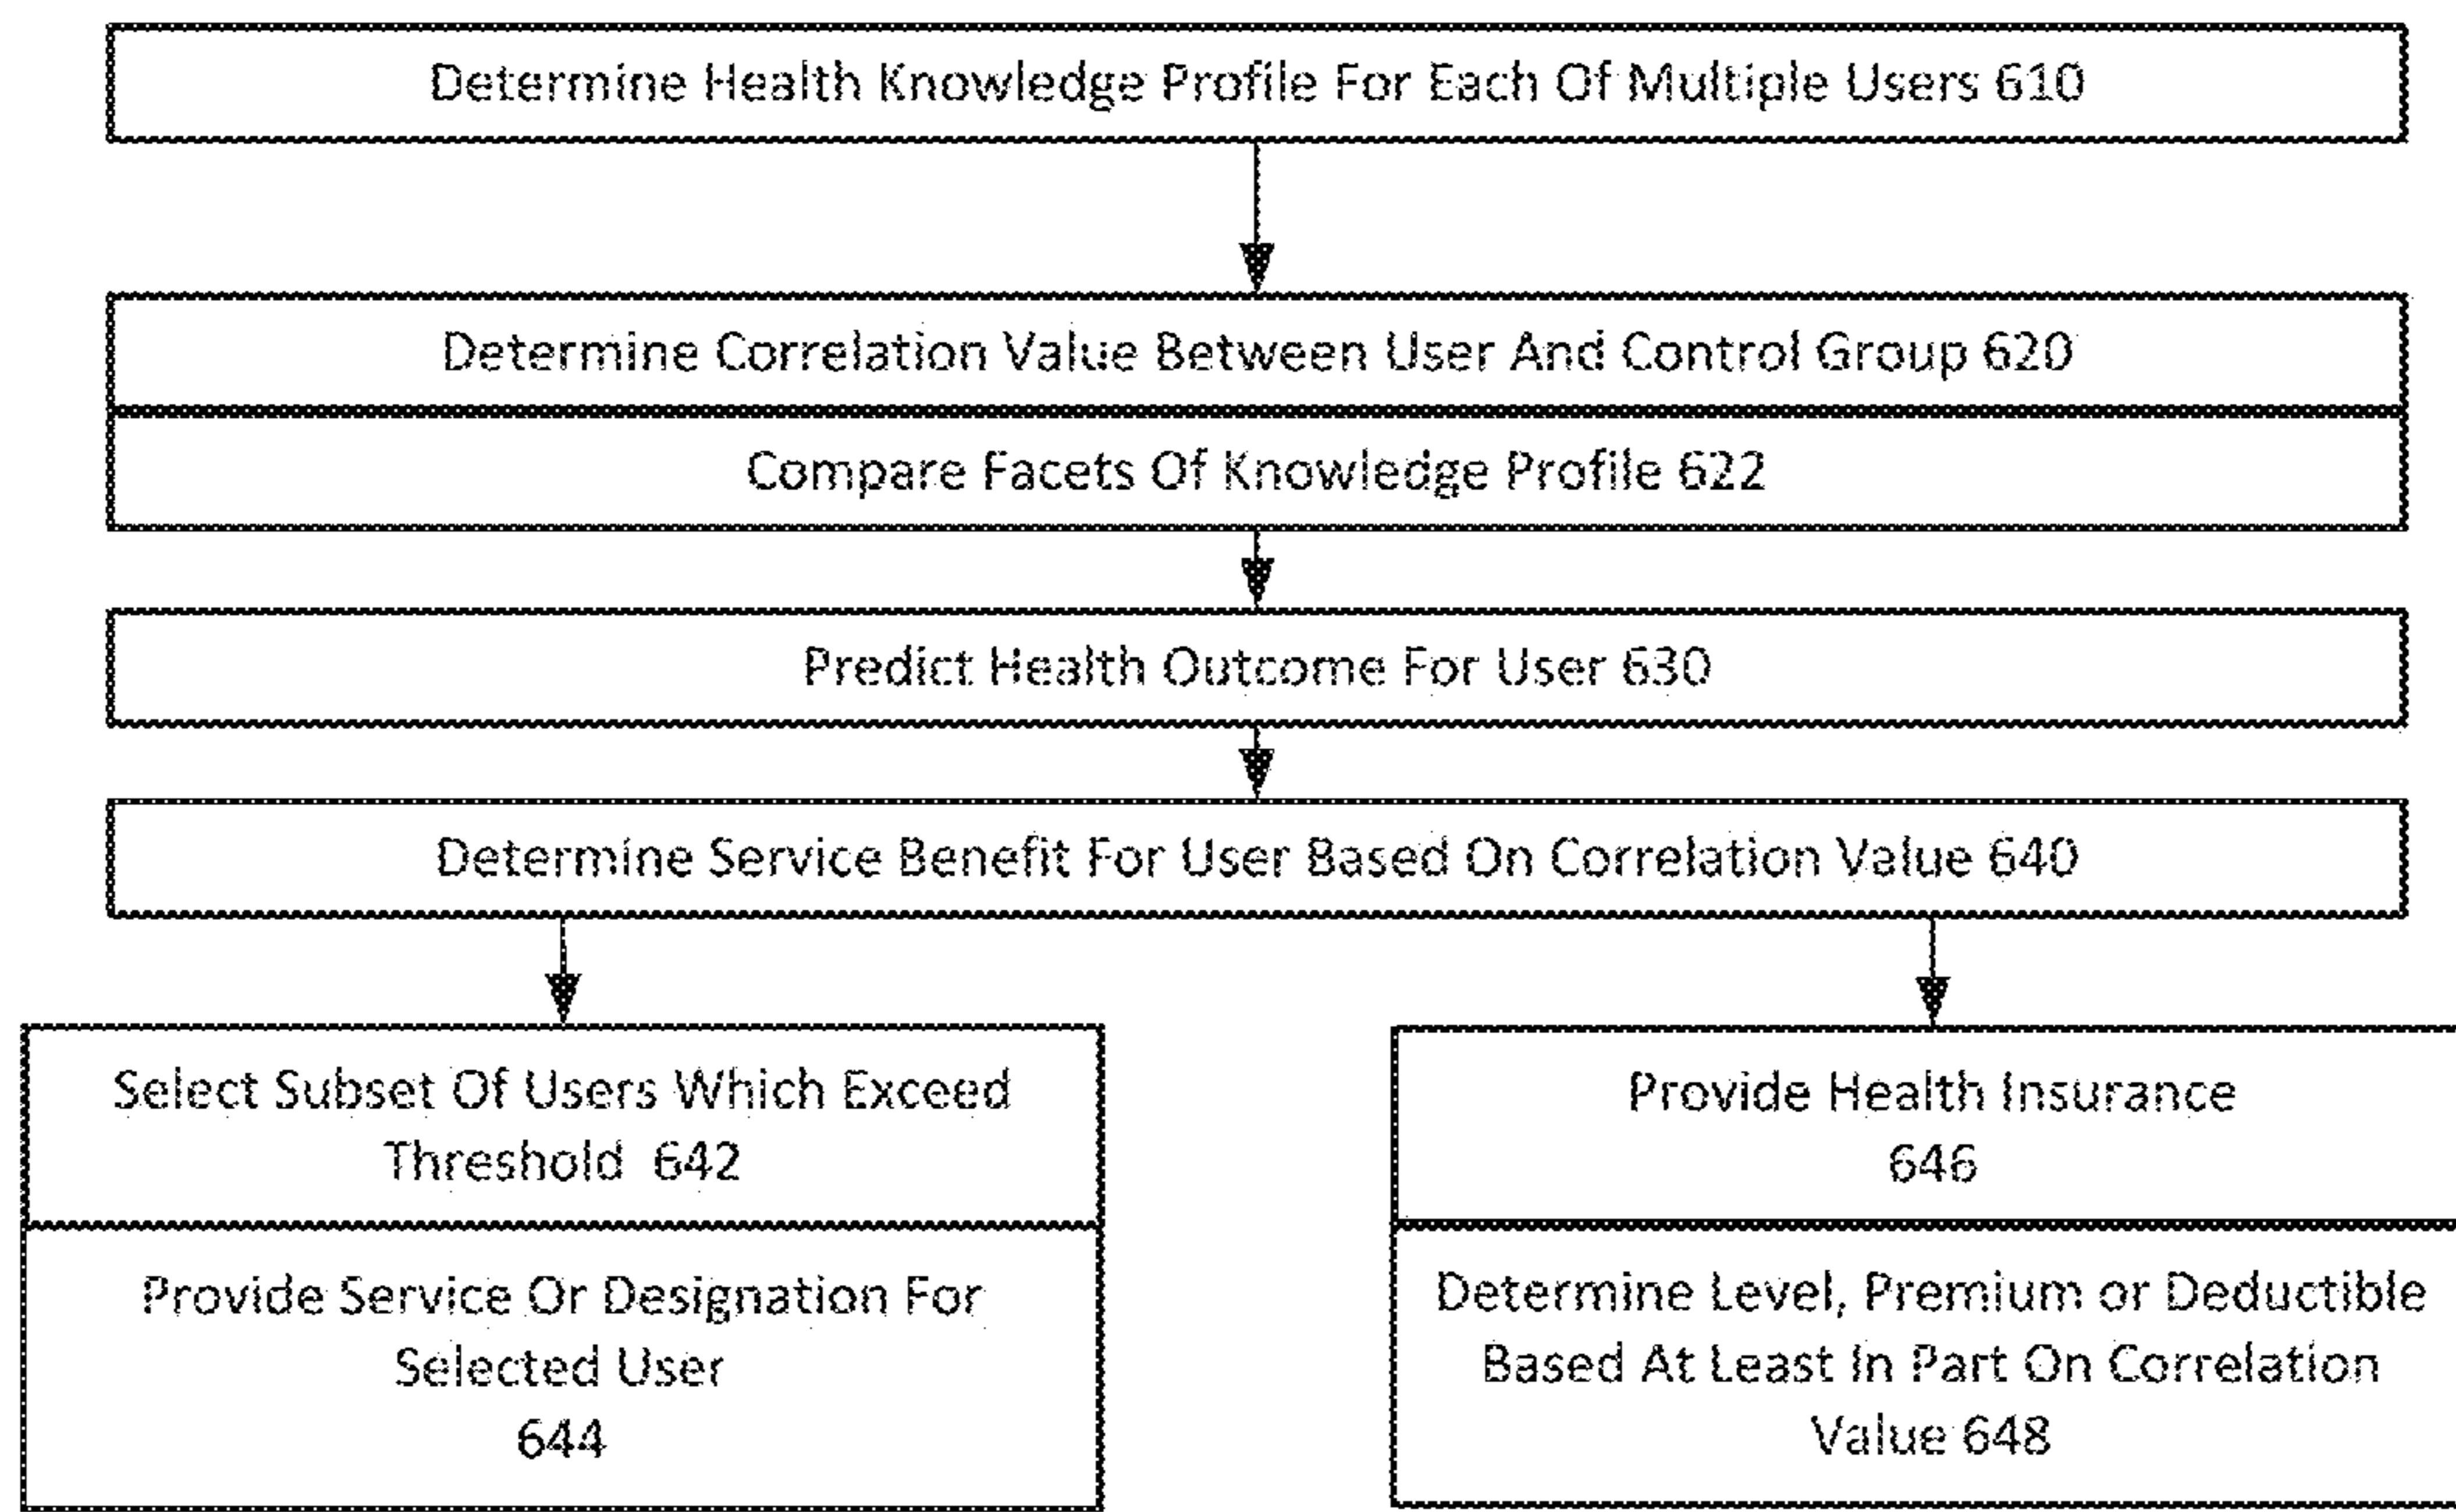 Determine Health Knowledge Profile For Each Of Multiple Users 610
Determine Correlation Value Between User And Control Group 620
Compare Facets Of Knowledge Profile 622
Predict Health Outcome For User 630
Determine Service Benefit For User Based On Correlation Value 640
Select Subset Of Users Which Exceed
Threshold 642
Provide Service Or Designation For
Selected User
644
Provide Health Insurance
646
Determine Level, Premium or Deductible
Based At Least In Part On Correlation
Value 648